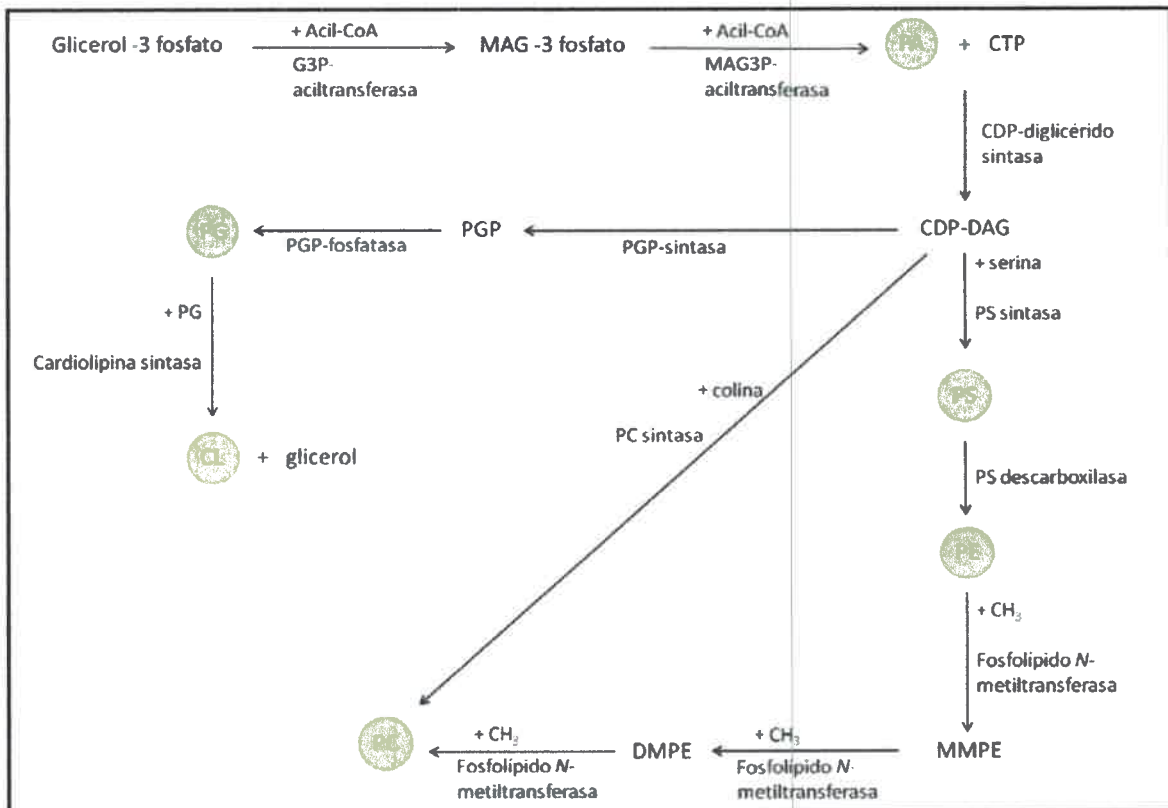 Glicerol -3 fosfato
+ Acil-CoA
G3P-
aciltransferasa
MAG -3 fosfato
+ Acil-CoA
MAG3P-
aciltransferasa
+ CTP
CDP-diglicérido
sintasa
CDP-DAG
PGP-sintasa
PGP
PGP-fosfatasa
PG
+ PG
Cardiolipina sintasa
CL + glicerol
+ serina
PS sintasa
PS
PS descarboxilasa
PE
+ CH3
Fosfolípido N-
metiltransferasa
MMPE
+ CH3
Fosfolípido N-
metiltransferasa
DMPE
+ CH3
Fosfolípido N-
metiltransferasa
+ colina
PC sintasa